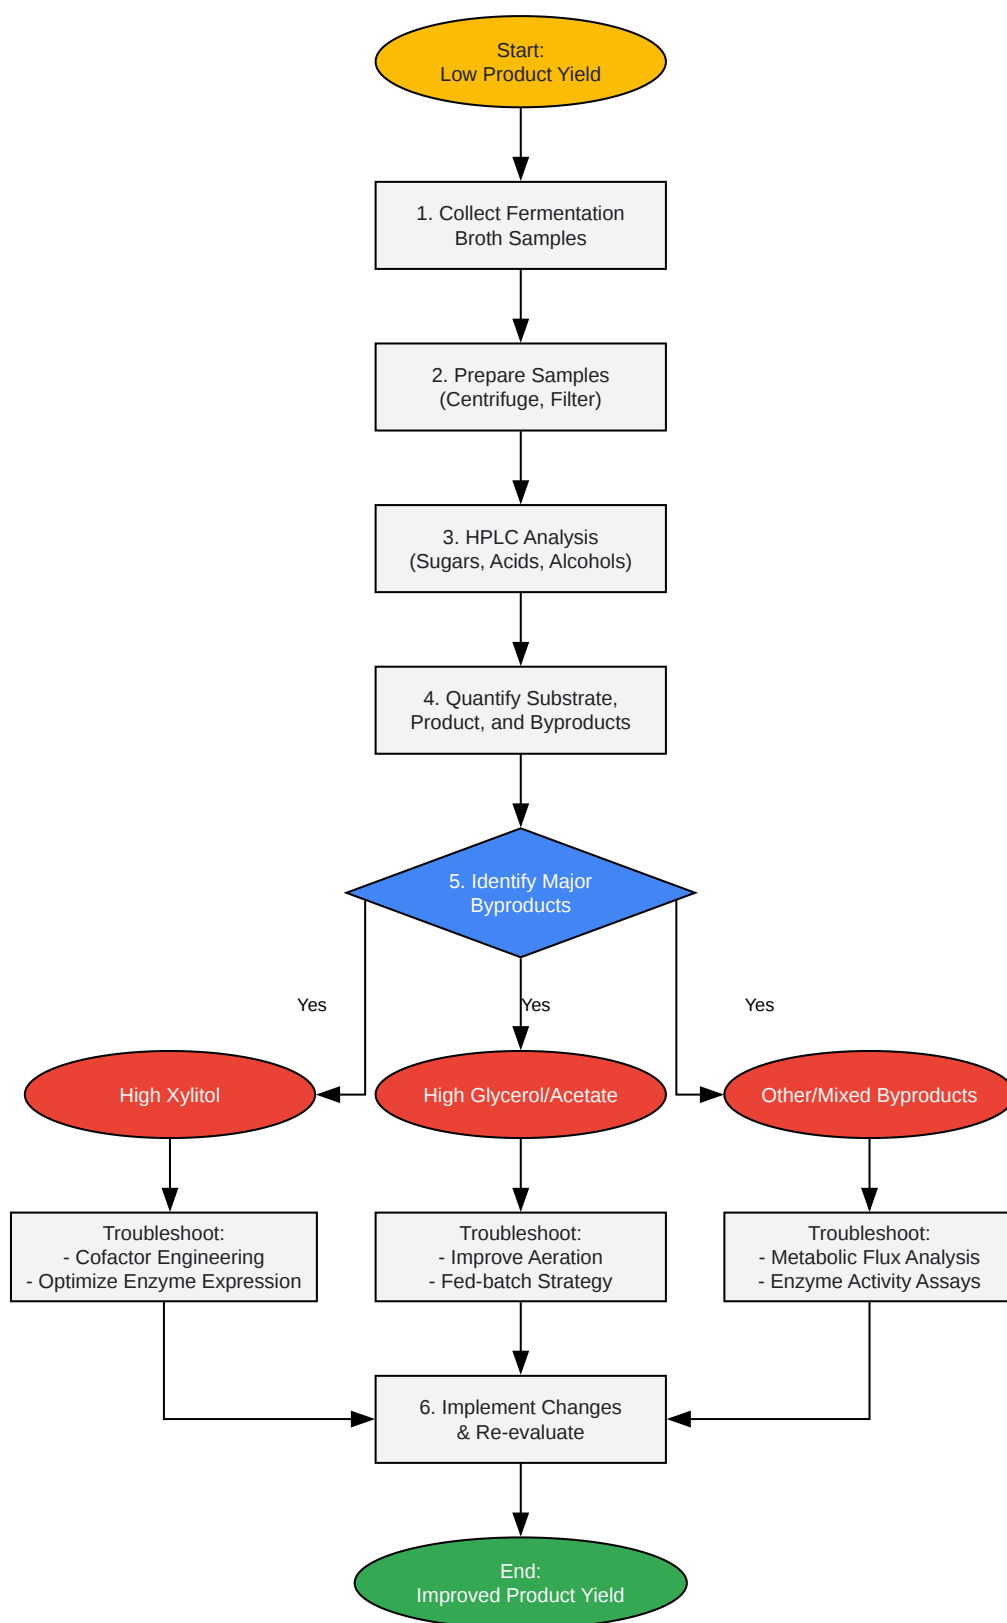 Start:
Low Product Yield
1. Collect Fermentation
Broth Samples
2. Prepare Samples
(Centrifuge, Filter)
3. HPLC Analysis
(Sugars, Acids, Alcohols)
4. Quantify Substrate,
Product, and Byproducts
5. Identify Major
Byproducts
Yes
Yes
Yes
High Xylitol
High Glycerol/Acetate
Other/Mixed Byproducts
Troubleshoot:
- Cofactor Engineering
- Optimize Enzyme Expression
Troubleshoot:
- Improve Aeration
- Fed-batch Strategy
Troubleshoot:
- Metabolic Flux Analysis
- Enzyme Activity Assays
6. Implement Changes
& Re-evaluate
End:
Improved Product Yield